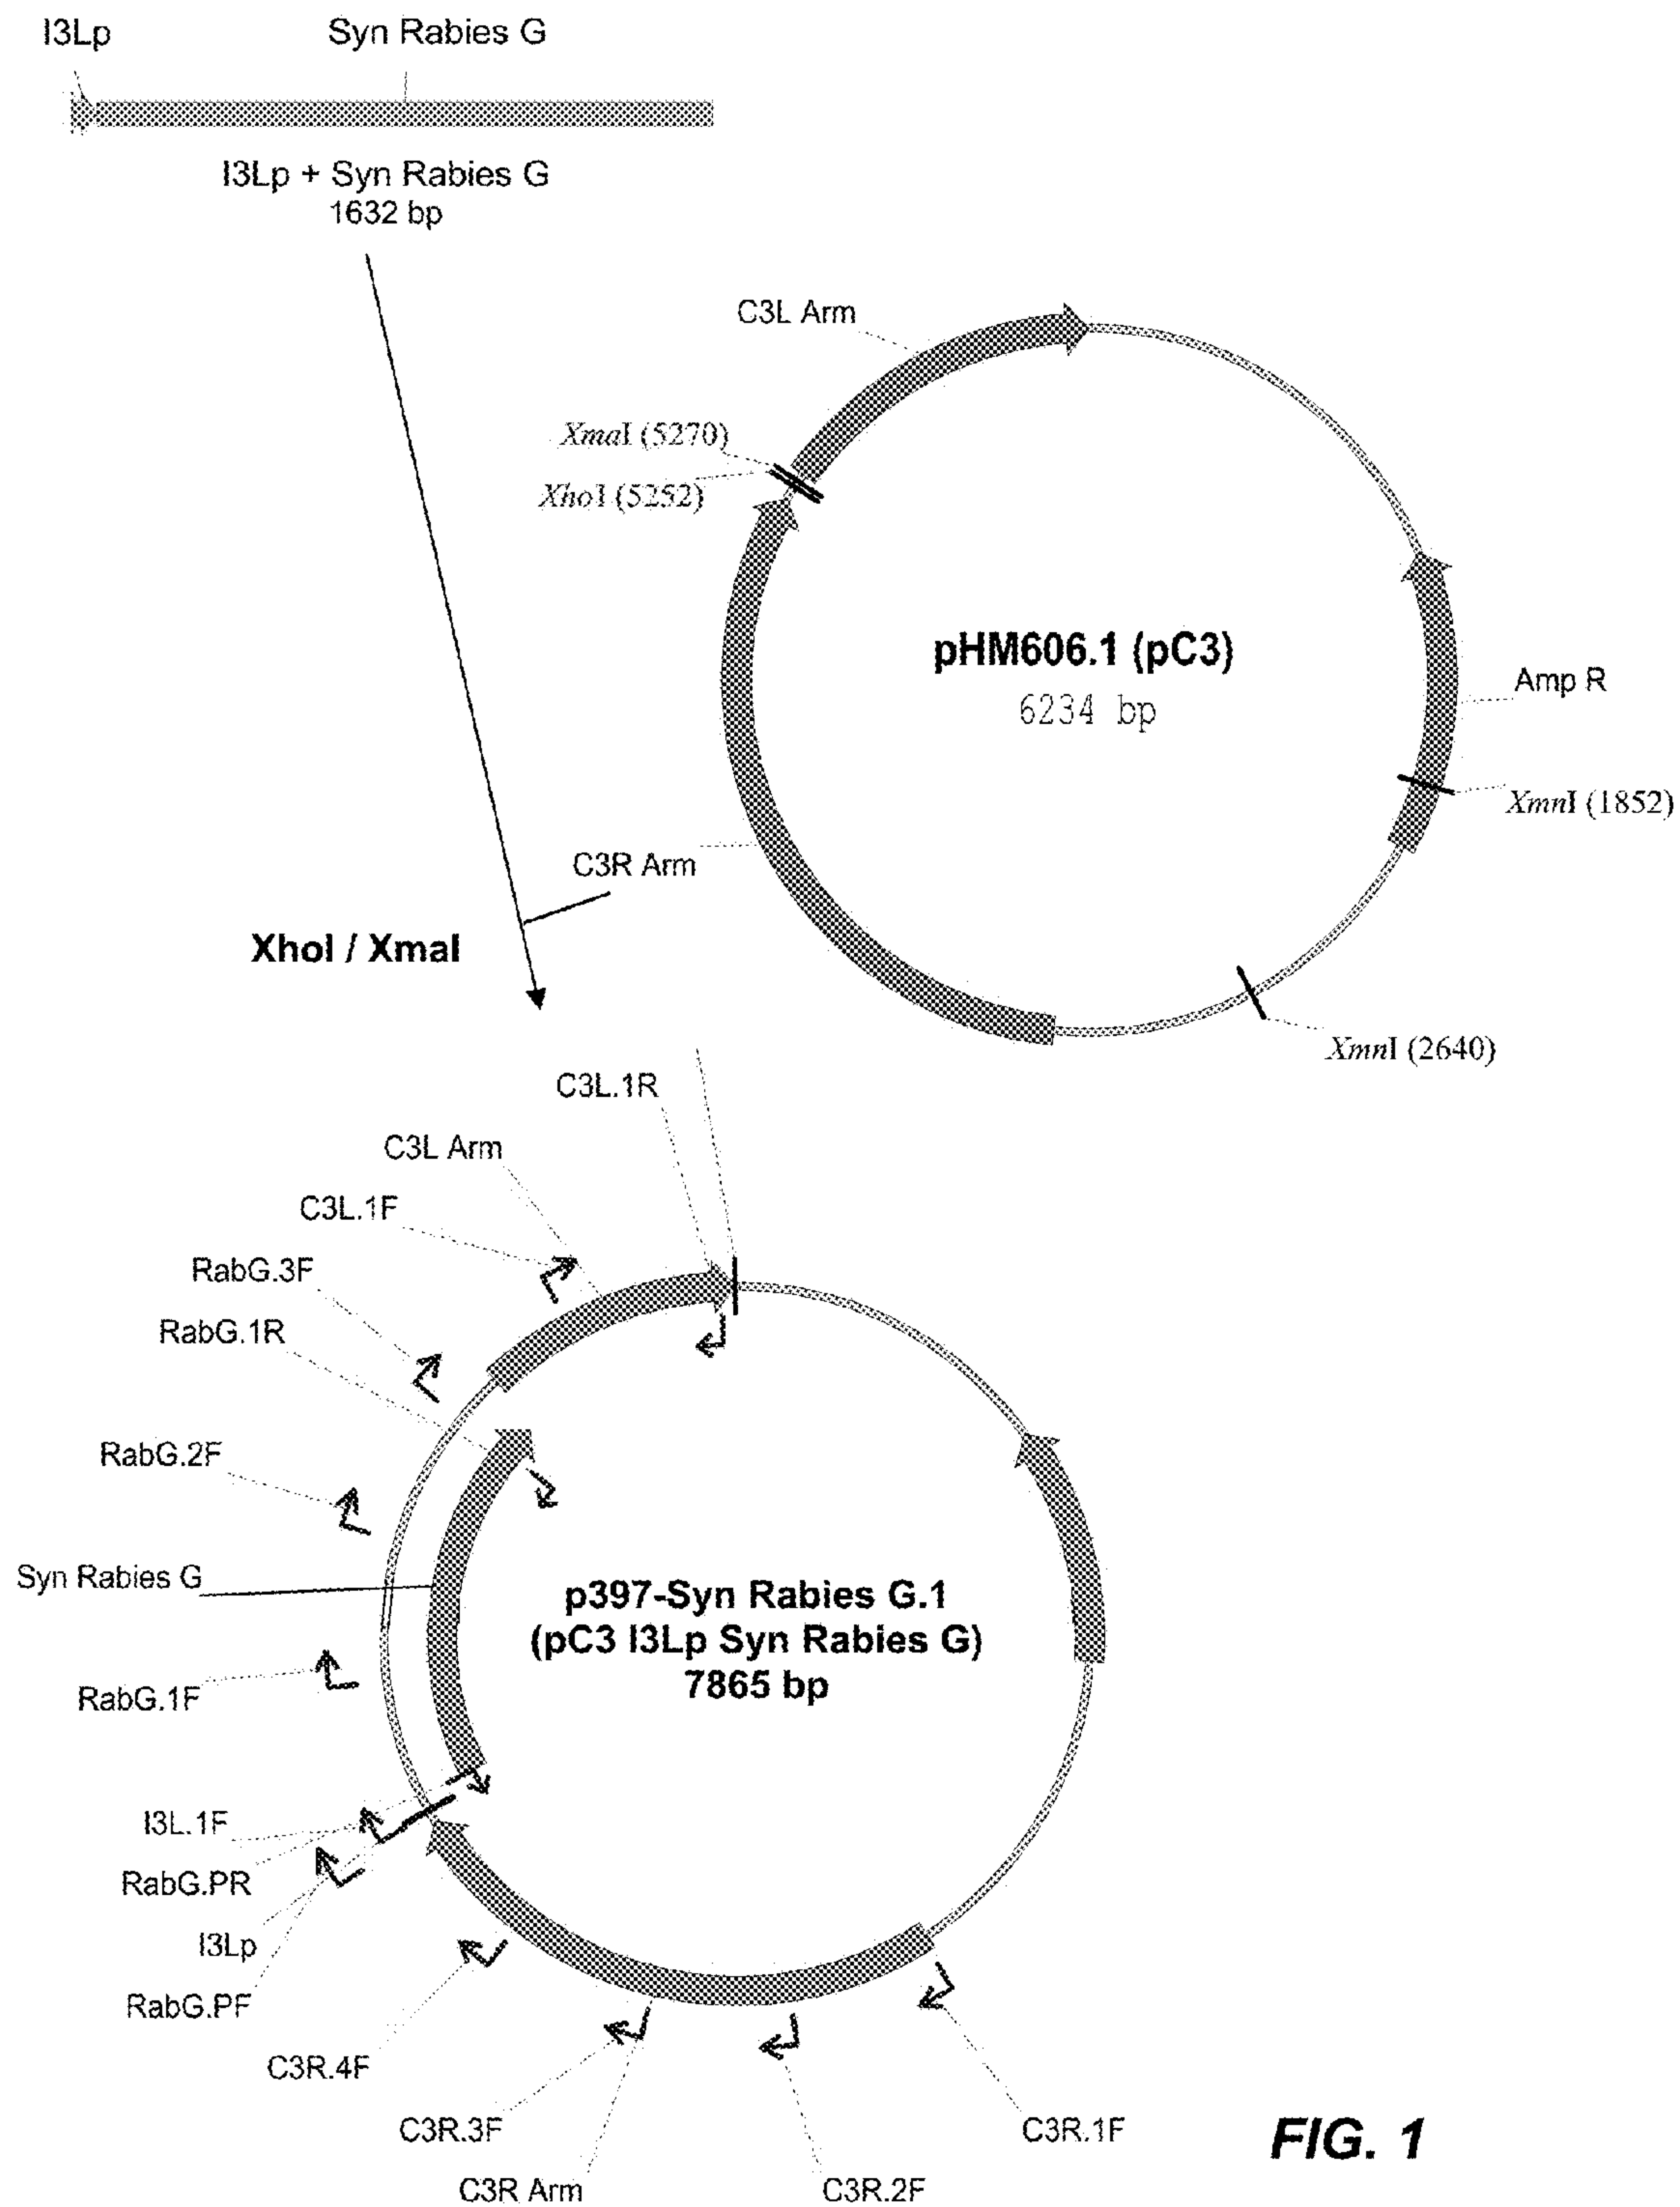 I3Lp
Syn Rabies G
I3Lp + Syn Rabies G
1632 bp
C3L Arm
XmaI (5270)
XhoI (5252)
pHM606.1 (pC3)
6234 bp
Amp R
XmnI (1852)
C3R Arm
XhoI / XmaI
XmnI (2640)
C3L.1R
C3L Arm
C3L.1F
RabG.3F
RabG.1R
RabG.2F
Syn Rabies G
p397-Syn Rabies G.1
(pC3 I3Lp Syn Rabies G)
7865 bp
RabG.1F
I3L.1F
RabG.PR
I3Lp
RabG.PF
C3R.4F
C3R.3F
C3R.1F
C3R Arm
C3R.2F
FIG. 1